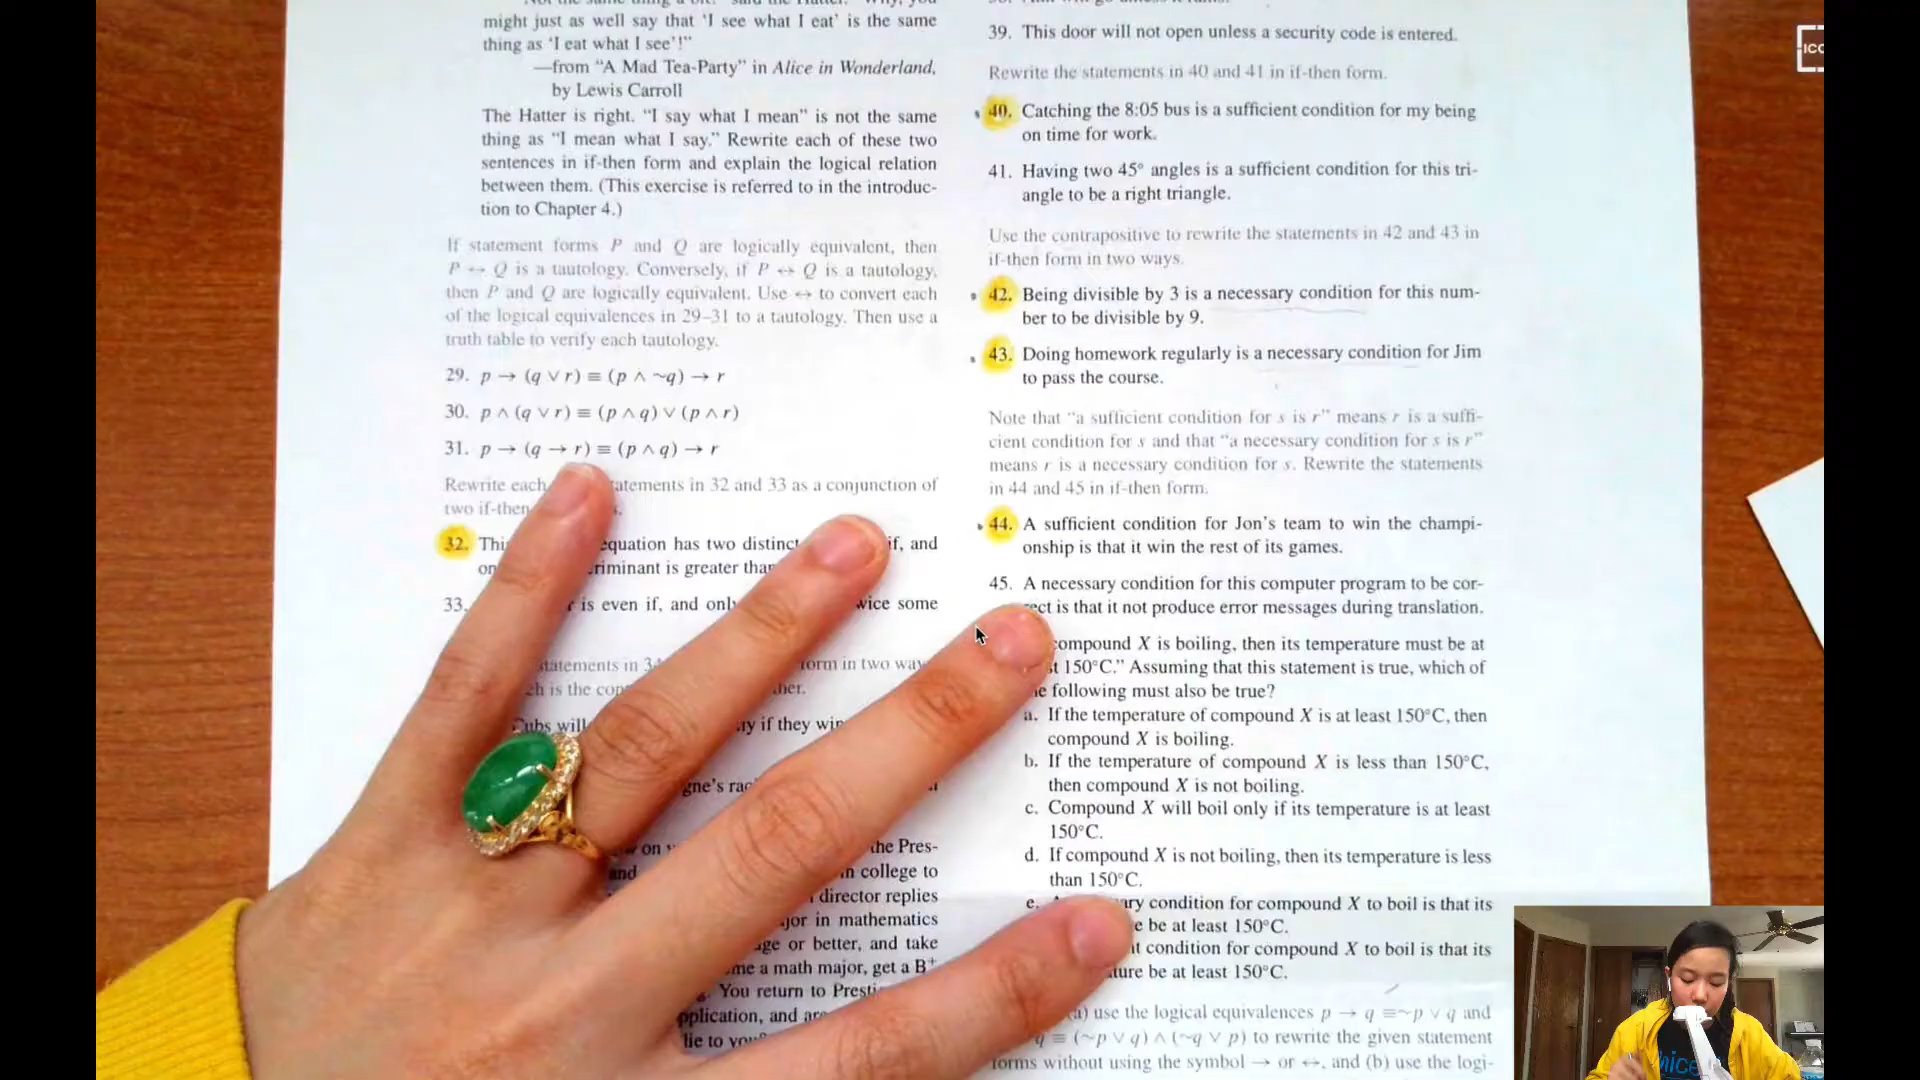 might just as well say that ‘I see what I eat’ is the same
thing as ‘I eat what I see’!”
—from “A Mad Tea-Party” in Alice in Wonderland,
by Lewis Carroll
The Hatter is right. “I say what I mean” is not the same
thing as “I mean what I say.” Rewrite each of these two
sentences in if-then form and explain the logical relation
between them. (This exercise is referred to in the introduc-
tion to Chapter 4.)
If statement forms P and Q are logically equivalent, then
P ↔ Q is a tautology. Conversely, if P ↔ Q is a tautology,
then P and Q are logically equivalent. Use ↔ to convert each
of the logical equivalences in 29–31 to a tautology. Then use a
truth table to verify each tautology.
29. p → (q ∨ r) ≡ (p ∧ ~q) → r
30. p ∧ (q ∨ r) ≡ (p ∧ q) ∨ (p ∧ r)
31. p → (q → r) ≡ (p ∧ q) → r
Rewrite each statements in 32 and 33 as a conjunction of
two if-then
32. equation has two distinct if, and
is greater than
33. is even if, and only some
statements in form in two
is the
Cubs will if they win
on the Pres-
and in college to
director replies
in mathematics
or better, and take
a math major, get a B+
You return to
and
lie to you?
39. This door will not open unless a security code is entered.
Rewrite the statements in 40 and 41 in if-then form.
40. Catching the 8:05 bus is a sufficient condition for my being
on time for work.
41. Having two 45° angles is a sufficient condition for this tri-
angle to be a right triangle.
Use the contrapositive to rewrite the statements in 42 and 43 in
if-then form in two ways.
42. Being divisible by 3 is a necessary condition for this num-
ber to be divisible by 9.
43. Doing homework regularly is a necessary condition for Jim
to pass the course.
Note that “a sufficient condition for s is r” means r is a suffi-
cient condition for s and that “a necessary condition for s is r”
means r is a necessary condition for s. Rewrite the statements
in 44 and 45 in if-then form.
44. A sufficient condition for Jon’s team to win the champi-
onship is that it win the rest of its games.
45. A necessary condition for this computer program to be cor-
rect is that it not produce error messages during translation.
compound X is boiling, then its temperature must be at
150°C.” Assuming that this statement is true, which of
following must also be true?
a. If the temperature of compound X is at least 150°C, then
compound X is boiling.
b. If the temperature of compound X is less than 150°C,
then compound X is not boiling.
c. Compound X will boil only if its temperature is at least
150°C.
d. If compound X is not boiling, then its temperature is less
than 150°C.
e. condition for compound X to boil is that its
be at least 150°C.
condition for compound X to boil is that its
be at least 150°C.
(a) use the logical equivalences p → q ≡ ~p ∨ q and
q ≡ (~p ∨ q) ∧ (~q ∨ p) to rewrite the given statement
forms without using the symbol → or ↔, and (b) use the logi-